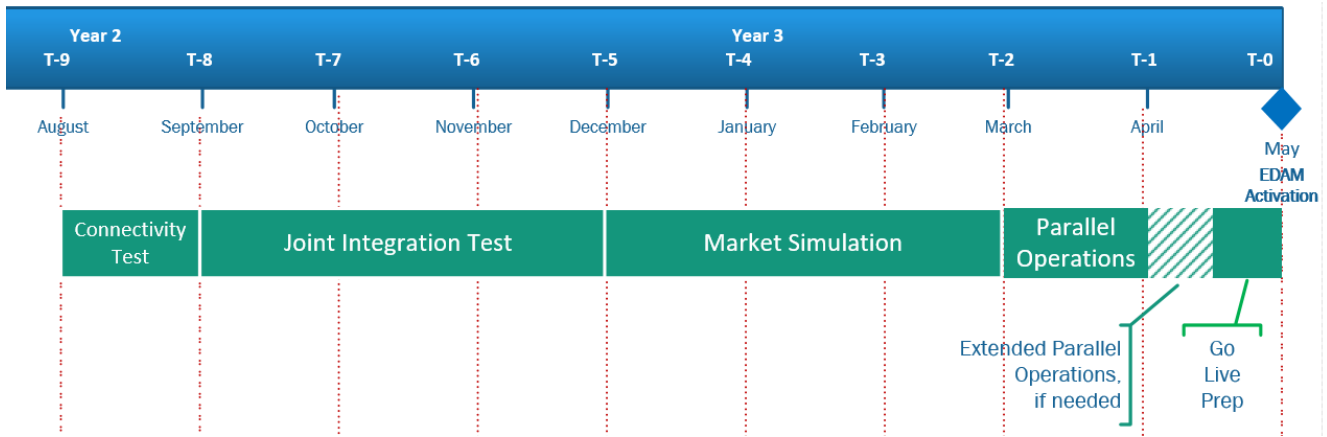 Year 2
Year 3
T-9
T-8
T-7
T-6
T-5
T-4
T-3
T-2
T-1
T-0
August
September
October
November
December
January
February
March
April
May
EDAM
Activation
Connectivity
Test
Joint Integration Test
Market Simulation
Parallel
Operations
Extended Parallel
Operations,
if needed
Go
Live
Prep